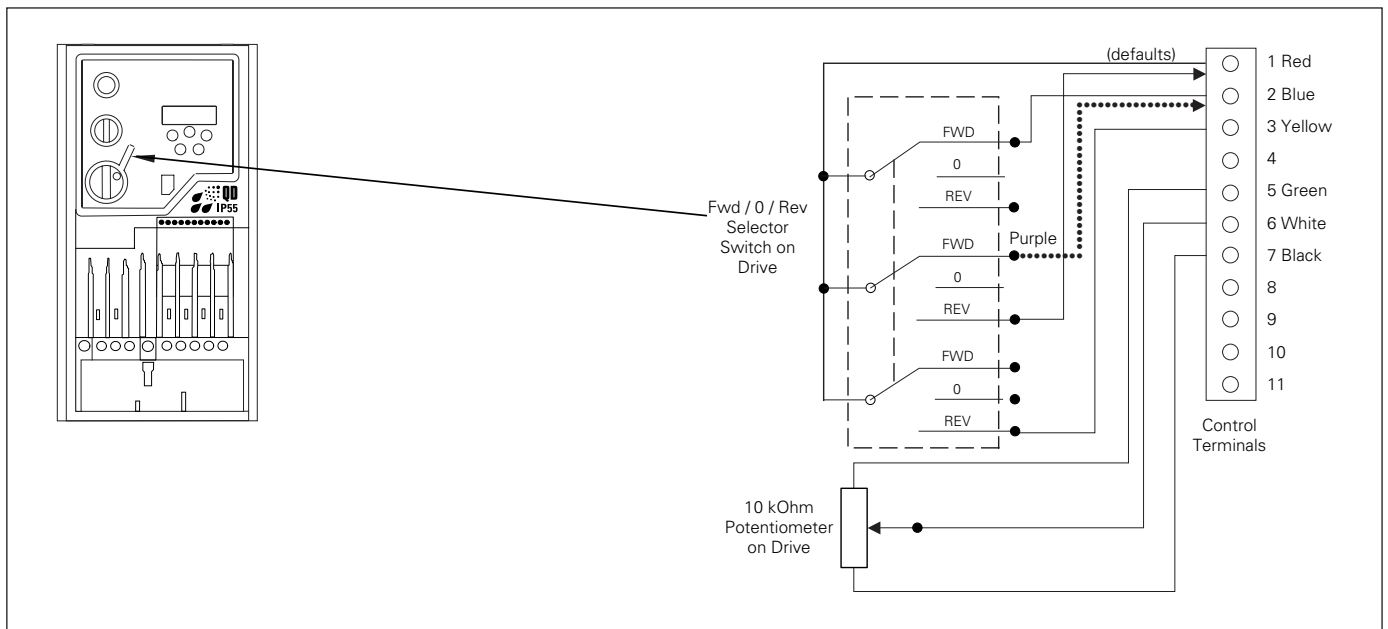 QD
IP55
Fwd / 0 / Rev
Selector
Switch on
Drive
(defaults)
FWD
0
REV
Purple
FWD
0
REV
FWD
0
REV
10 kOhm
Potentiometer
on Drive
1 Red
2 Blue
3 Yellow
4
5 Green
6 White
7 Black
8
9
10
11
Control
Terminals